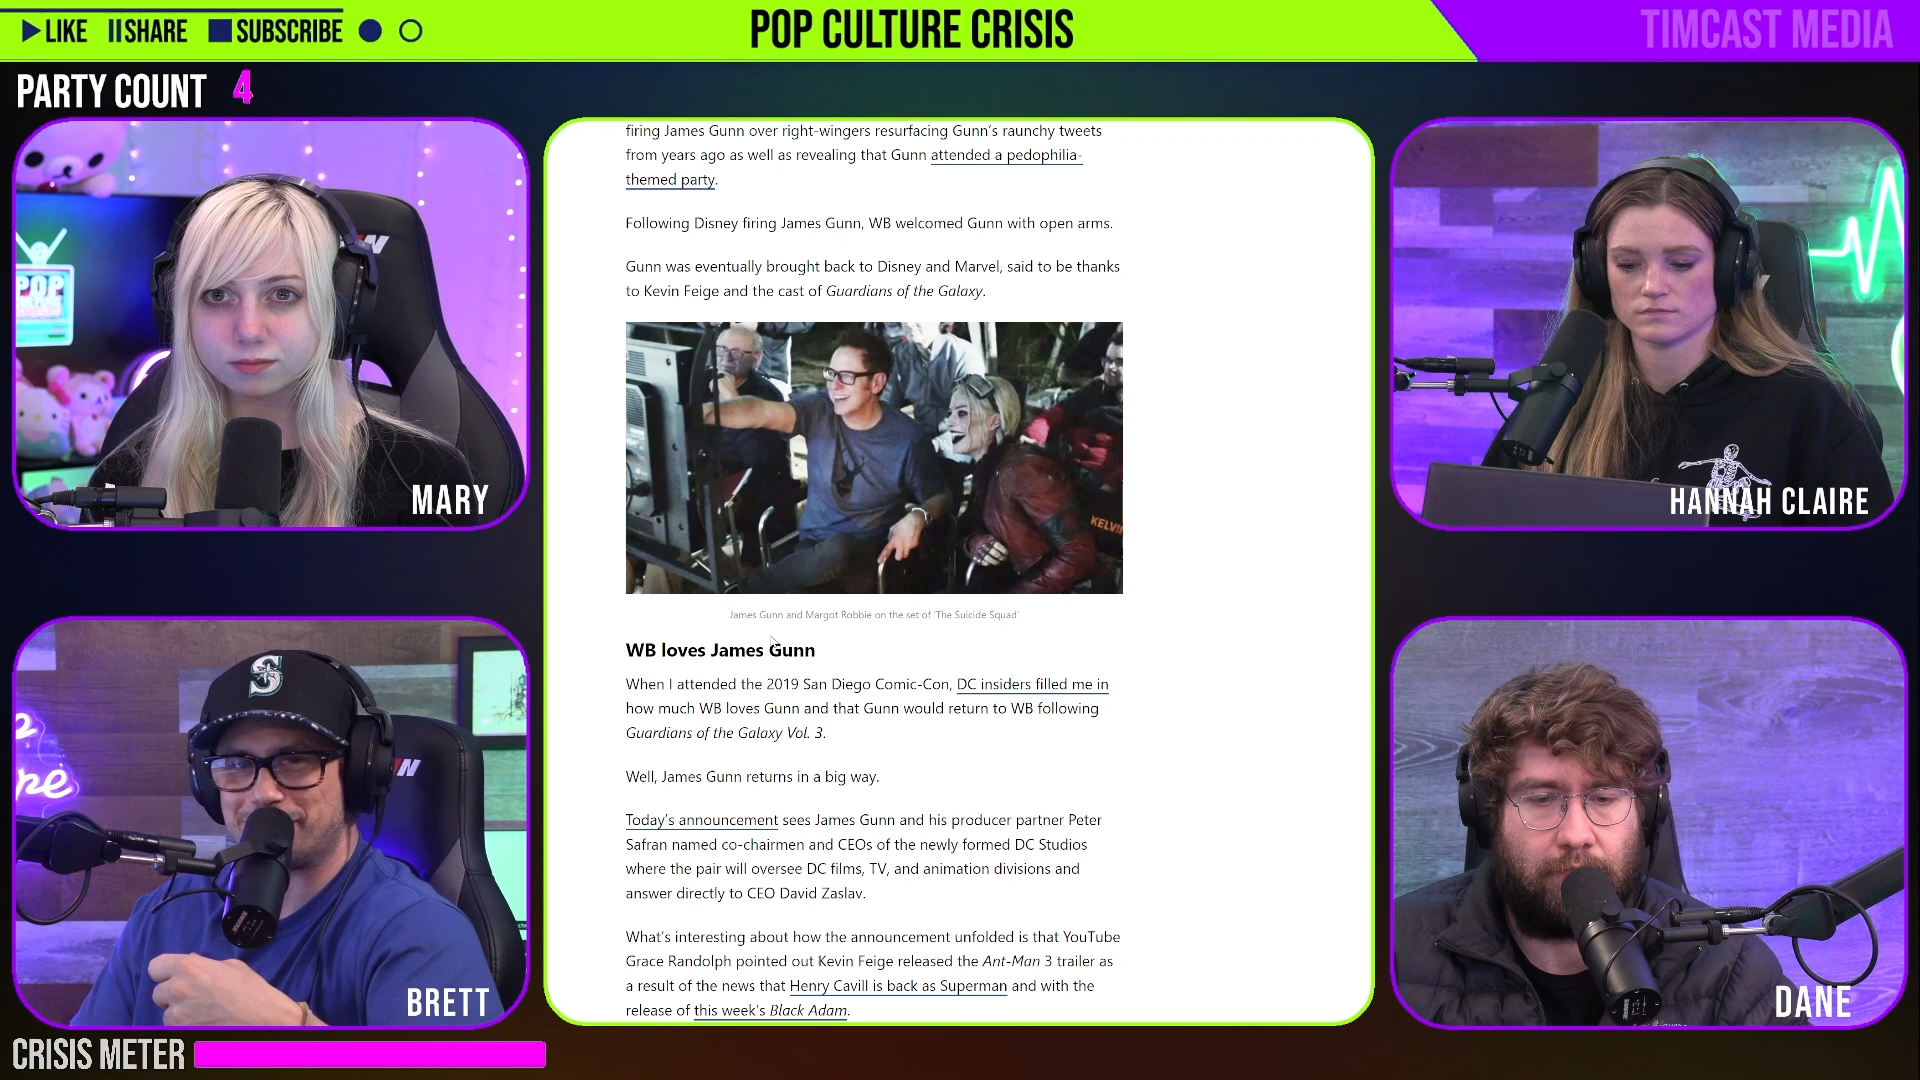 LIKE SHARE SUBSCRIBE
POP CULTURE CRISIS
TIMCAST MEDIA
PARTY COUNT 4
POP
MARY
firing James Gunn over right-wingers resurfacing Gunn's raunchy tweets
from years ago as well as revealing that Gunn attended a pedophilia-
themed party.
Following Disney firing James Gunn, WB welcomed Gunn with open arms.
Gunn was eventually brought back to Disney and Marvel, said to be thanks
to Kevin Feige and the cast of Guardians of the Galaxy.
KELVIN
James Gunn and Margot Robbie on the set of 'The Suicide Squad'
WB loves James Gunn
When I attended the 2019 San Diego Comic-Con, DC insiders filled me in
how much WB loves Gunn and that Gunn would return to WB following
Guardians of the Galaxy Vol. 3.
Well, James Gunn returns in a big way.
Today's announcement sees James Gunn and his producer partner Peter
Safran named co-chairmen and CEOs of the newly formed DC Studios
where the pair will oversee DC films, TV, and animation divisions and
answer directly to CEO David Zaslav.
What's interesting about how the announcement unfolded is that YouTube
Grace Randolph pointed out Kevin Feige released the Ant-Man 3 trailer as
a result of the news that Henry Cavill is back as Superman and with the
release of this week's Black Adam.
HANNAH CLAIRE
S
BRETT
DANE
CRISIS METER